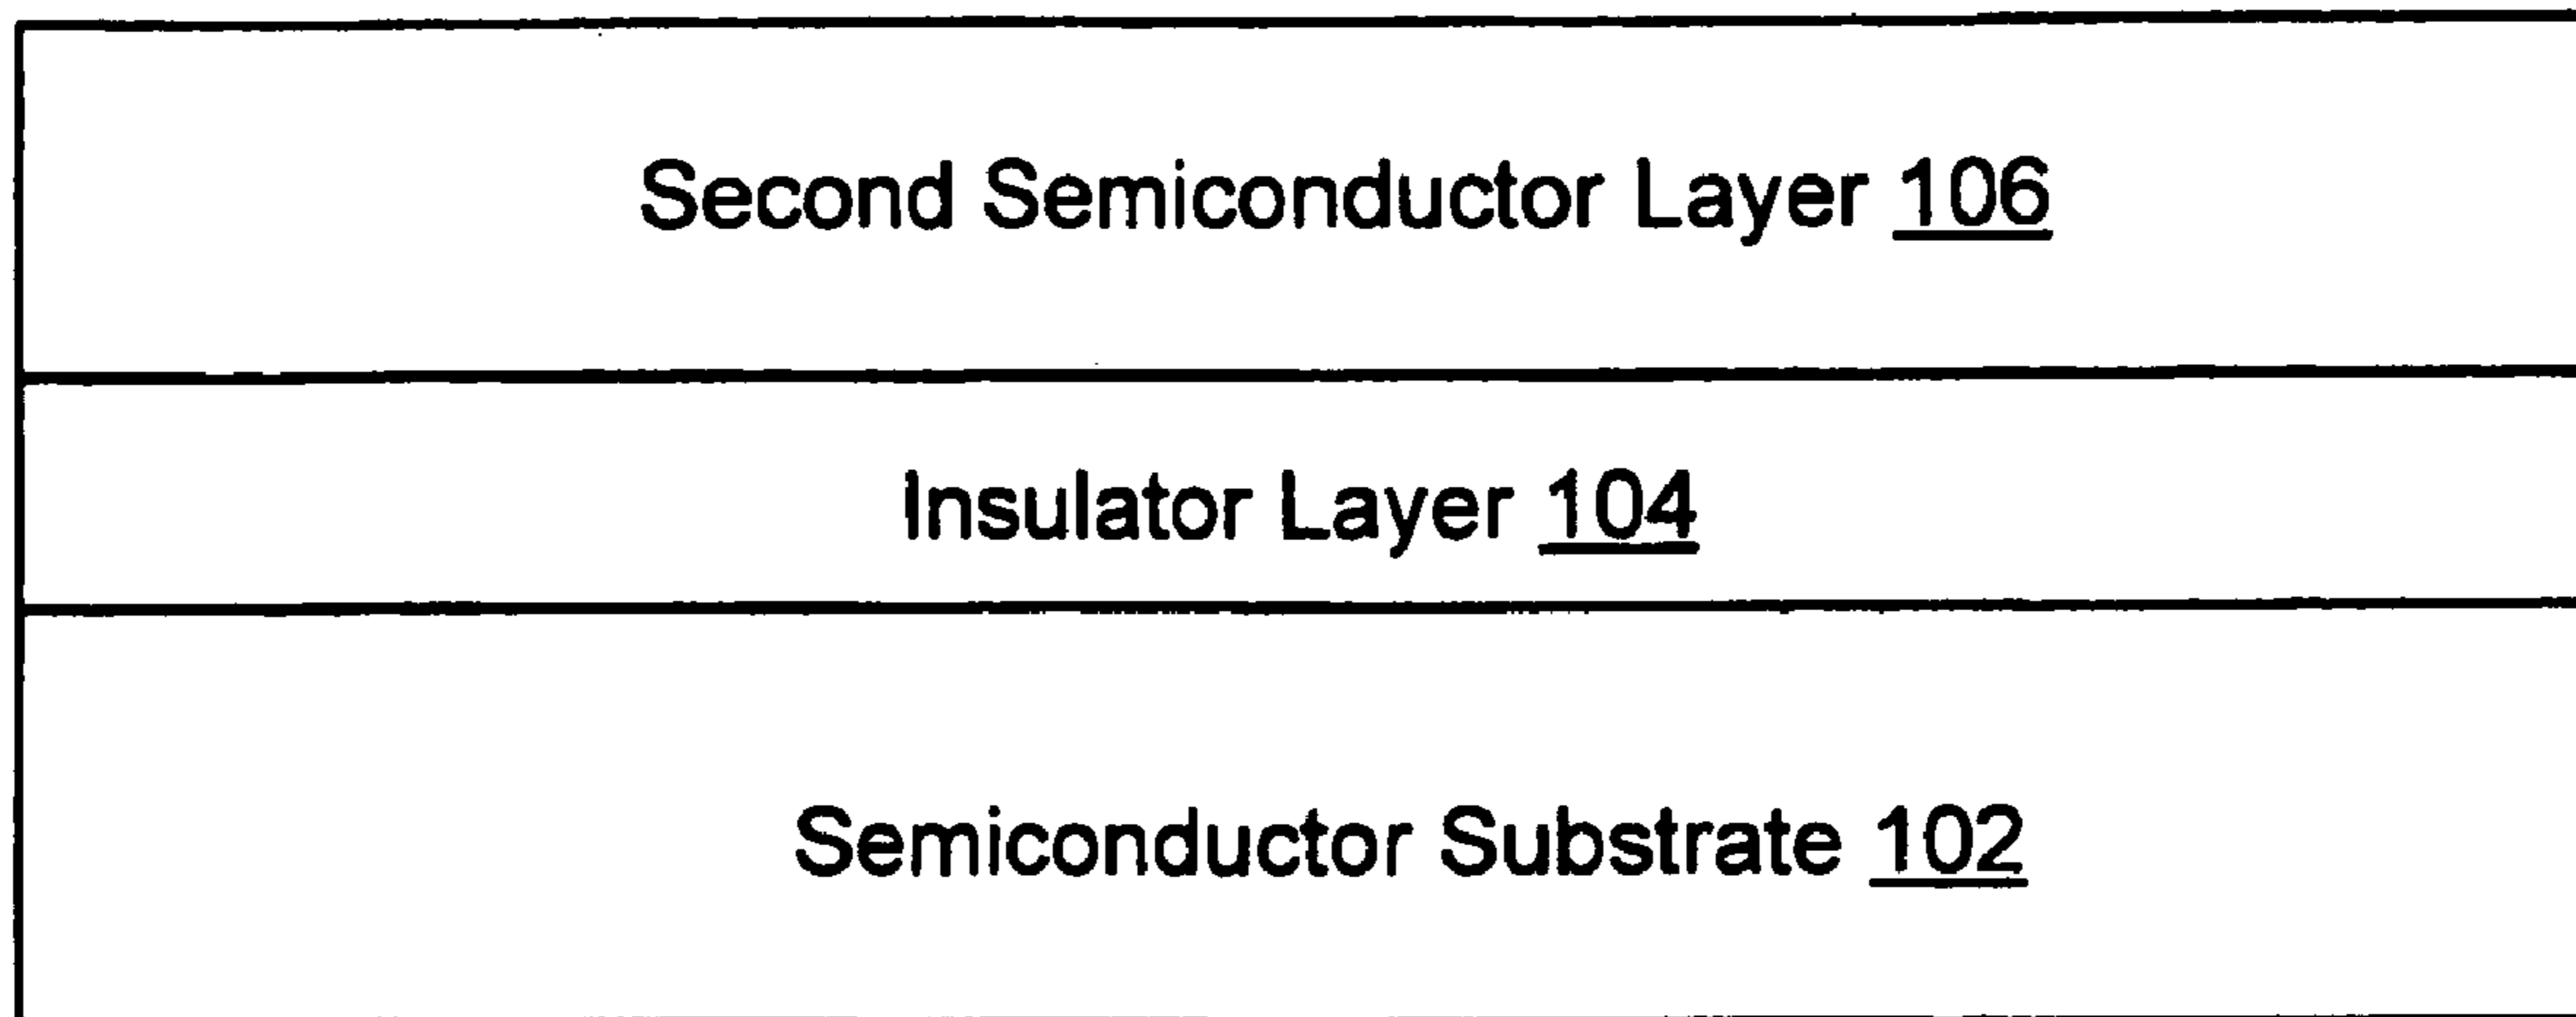 Second Semiconductor Layer 106
Insulator Layer 104
Semiconductor Substrate 102